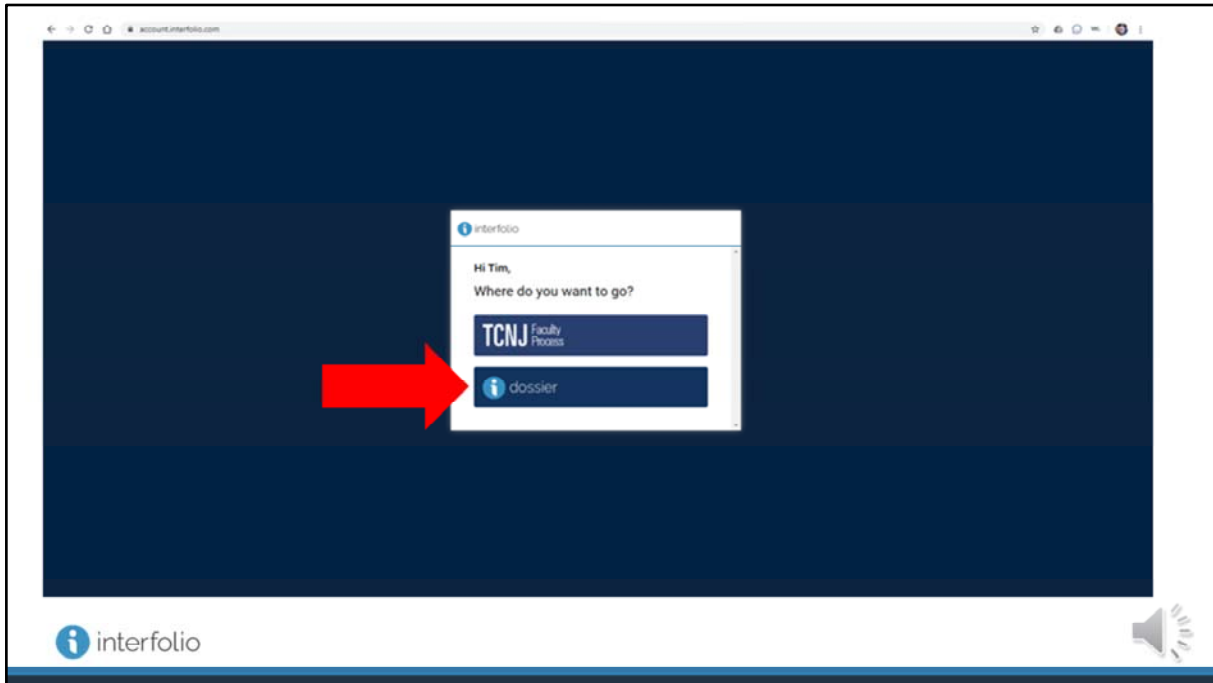 account.interfolio.com
interfolio
Hi Tim,
Where do you want to go?
TCNJ Faculty
Process
dossier
interfolio